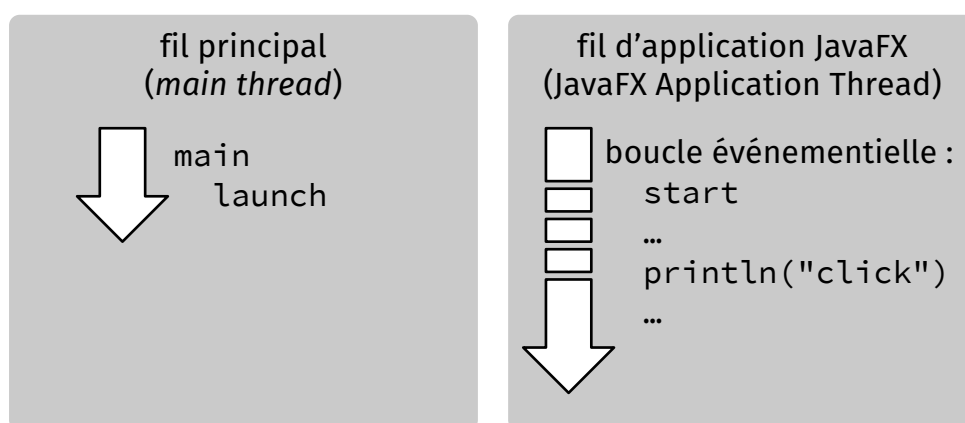 fil principal
(main thread)
main
launch
fil d’application JavaFX
(JavaFX Application Thread)
boucle événementielle :
start
…
println("click")
…